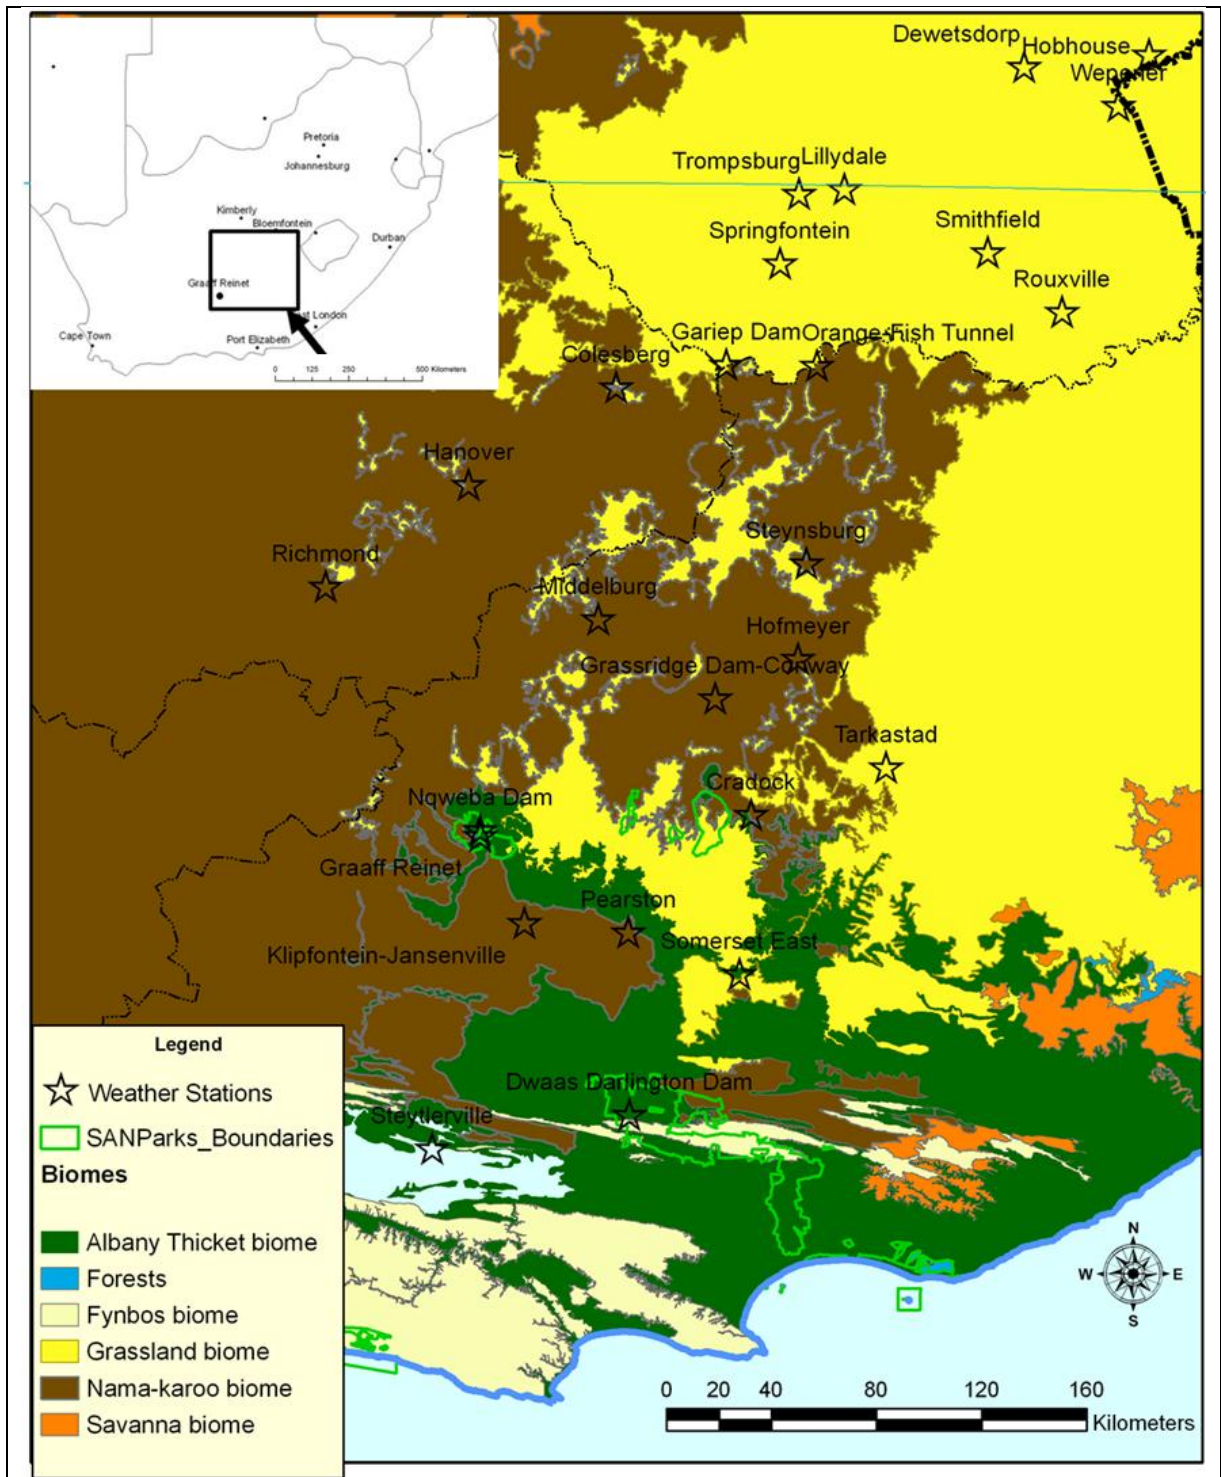 Dewetsdorp
Hobhouse
Wepener
Pretoria
Johannesburg
Trompsburg
Lillydale
Kimberly
Bloemfontein
Durban
Springfontein
Smithfield
Rouxville
Graaff Reinet
East London
Cape Town
Port Elizabeth
Gariep Dam
Orange-Fish Tunnel
Colesberg
0 125 250 500 Kilometers
Hanover
Steynsburg
Richmond
Middelburg
Hofmeyer
Grassridge Dam-Conway
Tarkastad
Cradock
Nqweba Dam
Graaff Reinet
Pearston
Somerset East
Klipfontein-Jansenville
Dwaas Darlington Dam
Steytlerville
Legend
Weather Stations
SANParks_Boundaries
Biomes
Albany Thicket biome
Forests
Fynbos biome
Grassland biome
Nama-karoo biome
Savanna biome
N
W E
S
0 20 40 80 120 160
Kilometers